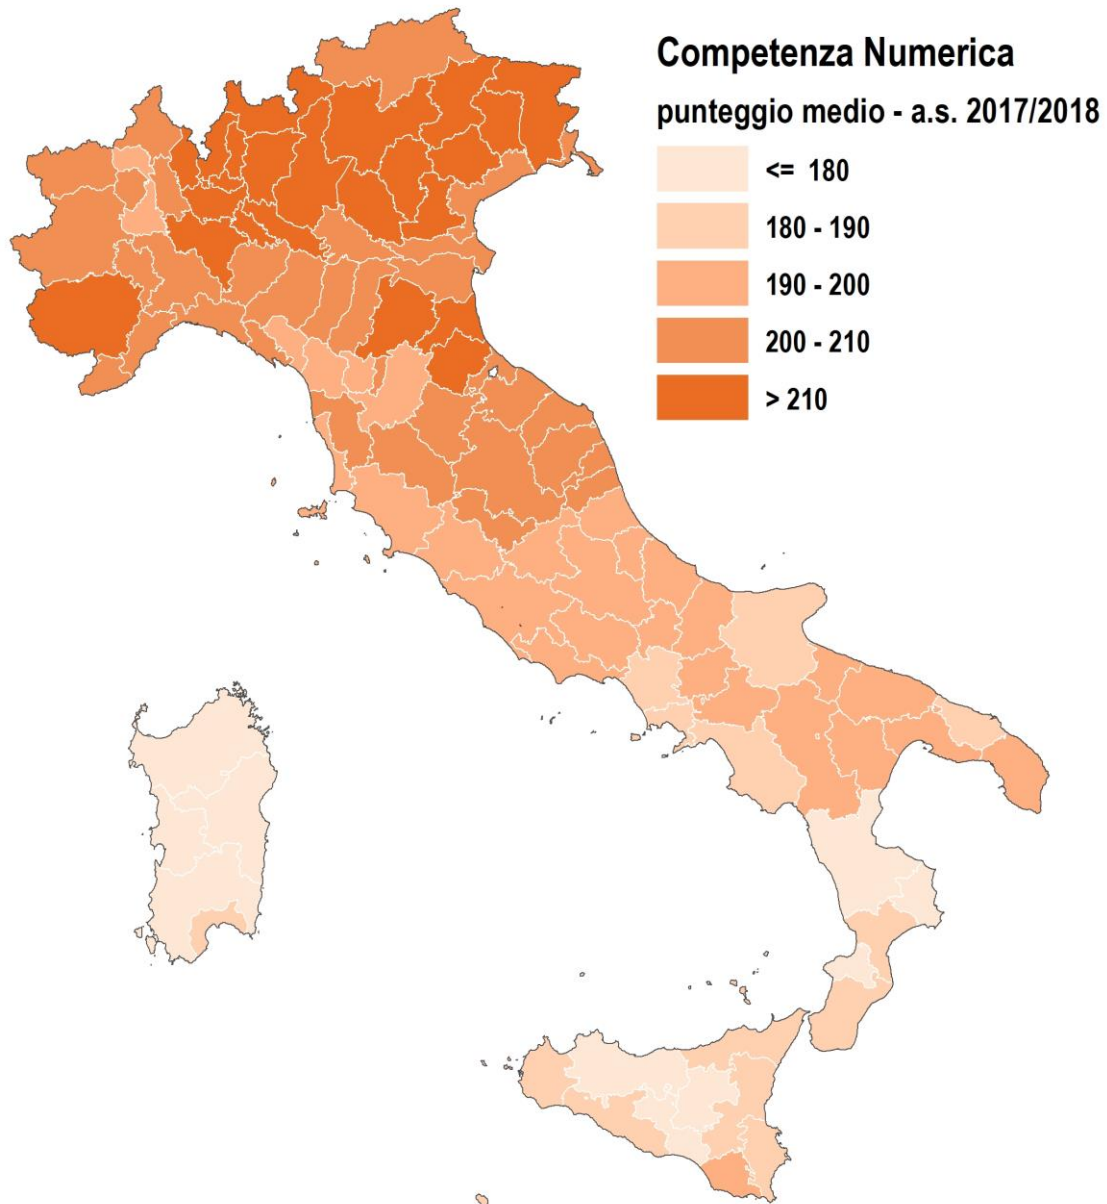 Competenza Numerica
punteggio medio - a.s. 2017/2018
<= 180
180 - 190
190 - 200
200 - 210
> 210